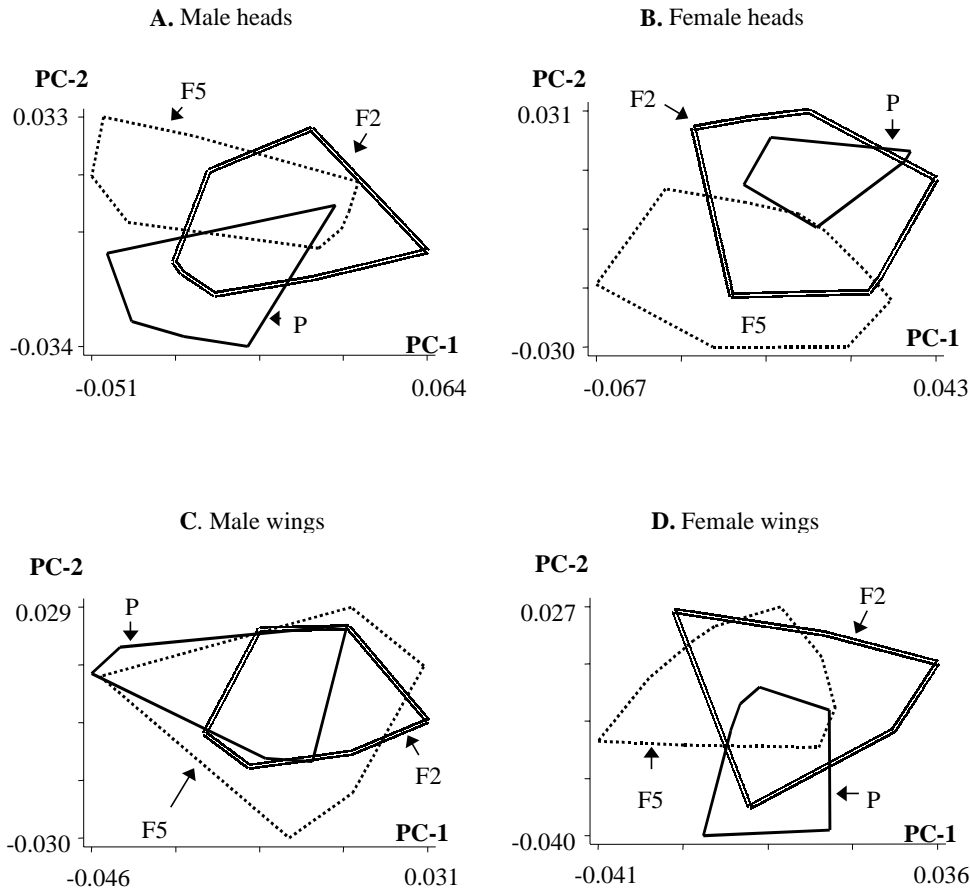 A. Male heads
PC-2
0.033
F5
F2
P
-0.034
PC-1
-0.051
0.064
B. Female heads
PC-2
0.031
F2
P
F5
-0.030
PC-1
-0.067
0.043
C. Male wings
PC-2
0.029
P
F2
F5
-0.030
PC-1
-0.046
0.031
D. Female wings
PC-2
0.027
F2
F5
P
-0.040
PC-1
-0.041
0.036